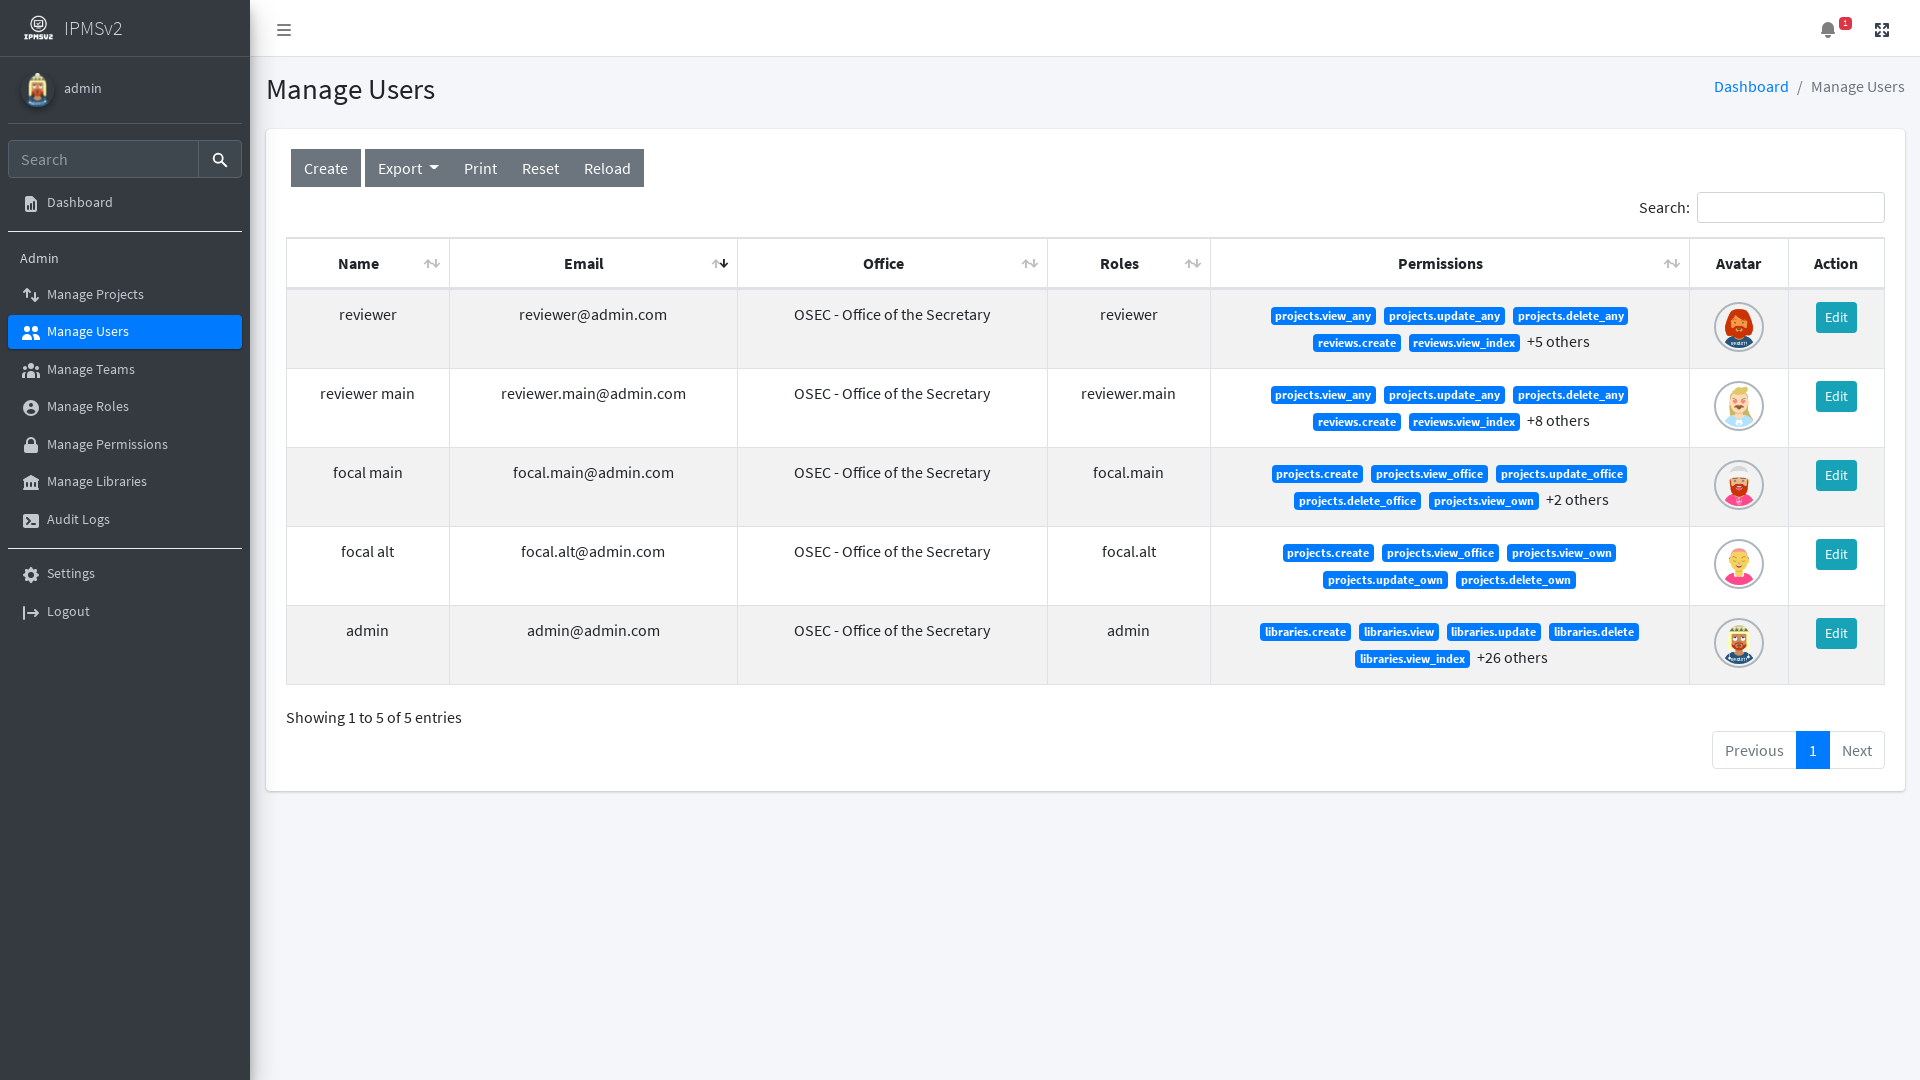 IPMSv2
IPMSv2
1
admin
Manage Users
Dashboard / Manage Users
Search
Dashboard
Admin
Manage Projects
Manage Users
Manage Teams
Manage Roles
Manage Permissions
Manage Libraries
Audit Logs
Settings
Logout
Create Export Print Reset Reload
Search:
Name Email Office Roles Permissions Avatar Action
reviewer reviewer@admin.com OSEC - Office of the Secretary reviewer projects.view_any projects.update_any projects.delete_any Edit
reviews.create reviews.view_index +5 others
reviewer main reviewer.main@admin.com OSEC - Office of the Secretary reviewer.main projects.view_any projects.update_any projects.delete_any Edit
reviews.create reviews.view_index +8 others
focal main focal.main@admin.com OSEC - Office of the Secretary focal.main projects.create projects.view_office projects.update_office Edit
projects.delete_office projects.view_own +2 others
focal alt focal.alt@admin.com OSEC - Office of the Secretary focal.alt projects.create projects.view_office projects.view_own Edit
projects.update_own projects.delete_own
admin admin@admin.com OSEC - Office of the Secretary admin libraries.create libraries.view libraries.update libraries.delete Edit
libraries.view_index +26 others
Showing 1 to 5 of 5 entries
Previous 1 Next